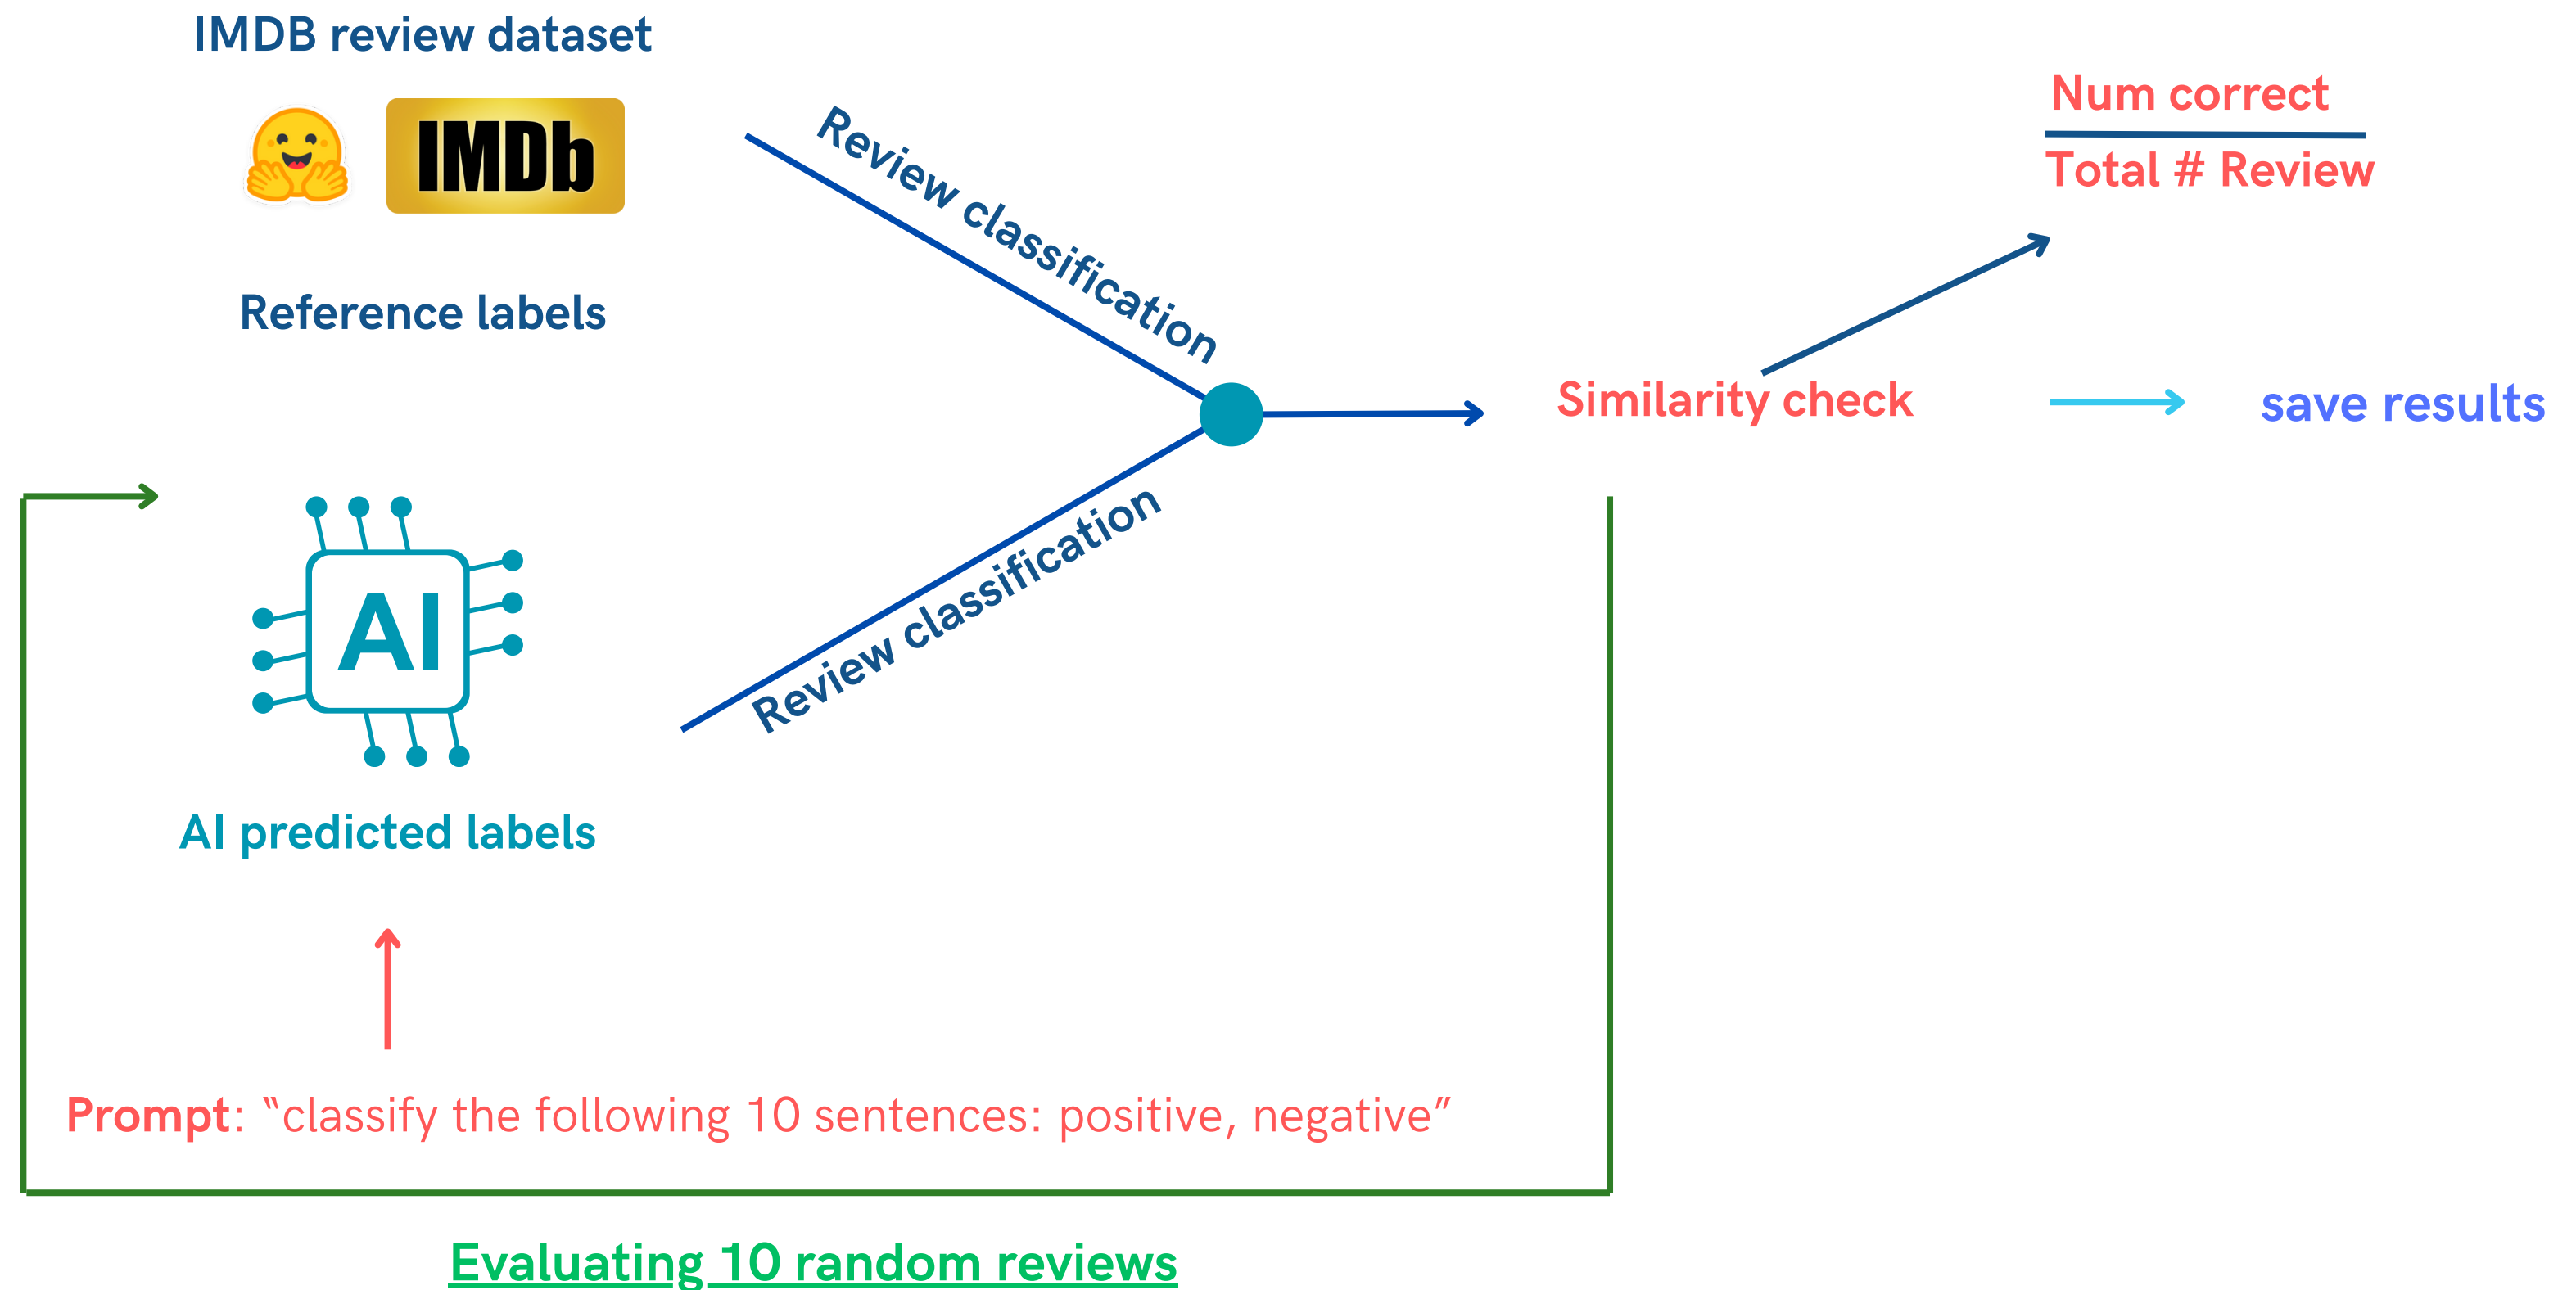 IMDB review dataset
IMDb
Reference labels
Review classification
Num correct
Total # Review
Similarity check
save results
AI
Review classification
AI predicted labels
Prompt: “classify the following 10 sentences: positive, negative”
Evaluating 10 random reviews